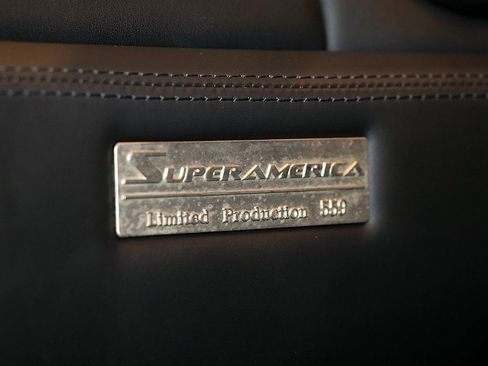 SUPERAMERICA
Limited Production 559